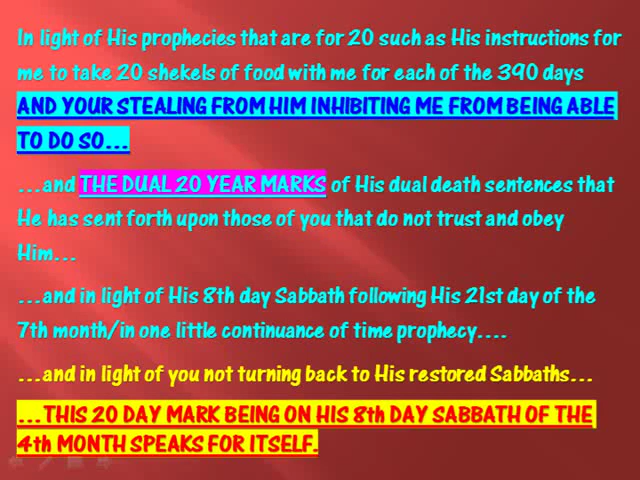 In light of His prophecies that are for 20 such as His instructions for
me to take 20 shekels of food with me for each of the 390 days
AND YOUR STEALING FROM HIM INHIBITING ME FROM BEING ABLE
TO DO SO...
...and THE DUAL 20 YEAR MARKS of His dual death sentences that
He has sent forth upon those of you that do not trust and obey
Him...
...and in light of His 8th day Sabbath following His 21st day of the
7th month/in one little continuance of time prophecy....
...and in light of you not turning back to His restored Sabbaths...
...THIS 20 DAY MARK BEING ON HIS 8th DAY SABBATH OF THE
4th MONTH SPEAKS FOR ITSELF.